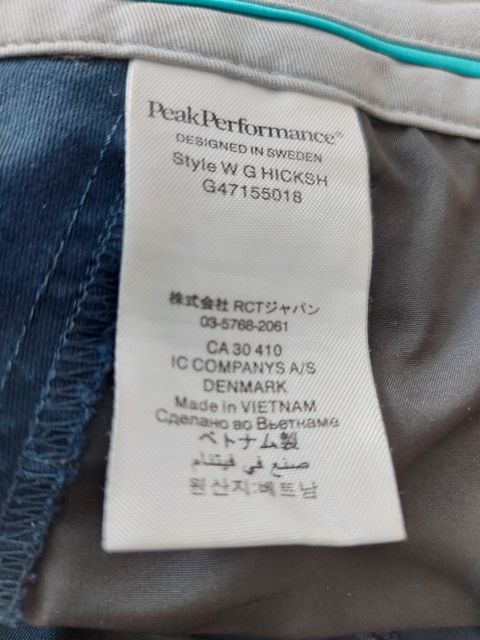 PeakPerformance®
DESIGNED IN SWEDEN
Style W G HICKSH
G47155018
株式会社 RCTジャパン
03-5768-2061
CA 30 410
IC COMPANYS A/S
DENMARK
Made in VIETNAM
Сделано во Вьетнаме
ベトナム製
صنع في فيتنام
원산지:베트남